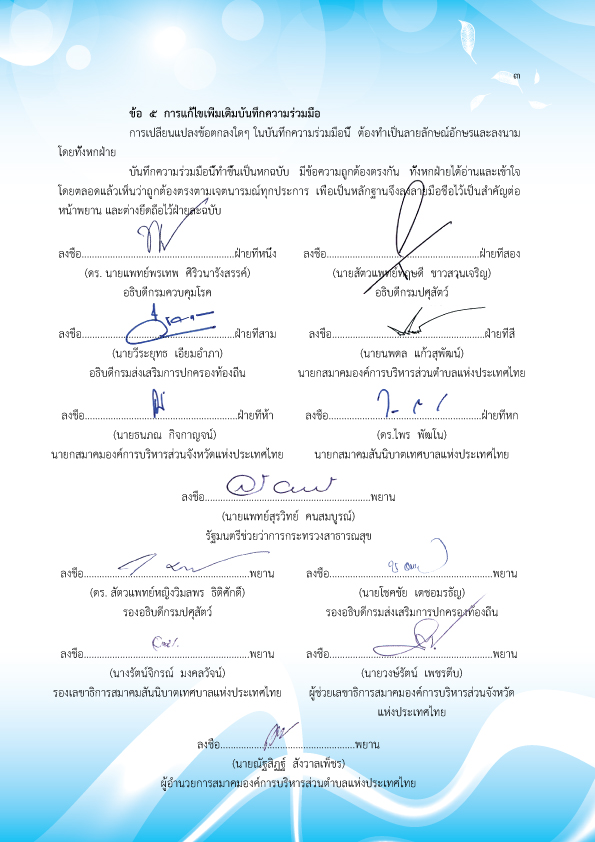 ๓
ข้อ ๕ การแก้ไขเพิ่มเติมบันทึกความร่วมมือ
การเปลี่ยนแปลงข้อตกลงใดๆ ในบันทึกความร่วมมือนี้ ต้องทำเป็นลายลักษณ์อักษรและลงนาม
โดยทั้งหกฝ่าย
บันทึกความร่วมมือนี้ทำขึ้นเป็นหกฉบับ มีข้อความถูกต้องตรงกัน ทั้งหกฝ่ายได้อ่านและเข้าใจ
โดยตลอดแล้วเห็นว่าถูกต้องตรงตามเจตนารมณ์ทุกประการ เพื่อเป็นหลักฐานจึงลงลายมือชื่อไว้เป็นสำคัญต่อ
หน้าพยาน และต่างยึดถือไว้ฝ่ายละฉบับ
ลงชื่อ....................................................ฝ่ายที่หนึ่ง ลงชื่อ....................................................ฝ่ายที่สอง
(ดร. นายแพทย์พรเทพ ศิริวนารังสรรค์) (นายสัตวแพทย์ทฤษดี ชาวสวนเจริญ)
อธิบดีกรมควบคุมโรค อธิบดีกรมปศุสัตว์
ลงชื่อ....................................................ฝ่ายที่สาม ลงชื่อ....................................................ฝ่ายที่สี่
(นายวีระยุทธ เอี่ยมอำภา) (นายนพดล แก้วสุพัฒน์)
อธิบดีกรมส่งเสริมการปกครองท้องถิ่น นายกสมาคมองค์การบริหารส่วนตำบลแห่งประเทศไทย
ลงชื่อ....................................................ฝ่ายที่ห้า ลงชื่อ....................................................ฝ่ายที่หก
(นายธนภณ กิจกาญจน์) (ดร.ไพร พัฒโน)
นายกสมาคมองค์การบริหารส่วนจังหวัดแห่งประเทศไทย นายกสมาคมสันนิบาตเทศบาลแห่งประเทศไทย
ลงชื่อ....................................................พยาน
(นายแพทย์สุรวิทย์ คนสมบูรณ์)
รัฐมนตรีช่วยว่าการกระทรวงสาธารณสุข
ลงชื่อ....................................................พยาน ลงชื่อ....................................................พยาน
(ดร. สัตวแพทย์หญิงวิมลพร ธิติศักดิ์) (นายโชคชัย เดชอมรธัญ)
รองอธิบดีกรมปศุสัตว์ รองอธิบดีกรมส่งเสริมการปกครองท้องถิ่น
ลงชื่อ....................................................พยาน ลงชื่อ....................................................พยาน
(นางรัตน์จิกรณ์ มงคลวัจน์) (นายวงษ์รัตน์ เพชรตีบ)
รองเลขาธิการสมาคมสันนิบาตเทศบาลแห่งประเทศไทย ผู้ช่วยเลขาธิการสมาคมองค์การบริหารส่วนจังหวัด
แห่งประเทศไทย
ลงชื่อ....................................................พยาน
(นายณัฐสิฏฐ์ สังวาลเพ็ชร)
ผู้อำนวยการสมาคมองค์การบริหารส่วนตำบลแห่งประเทศไทย